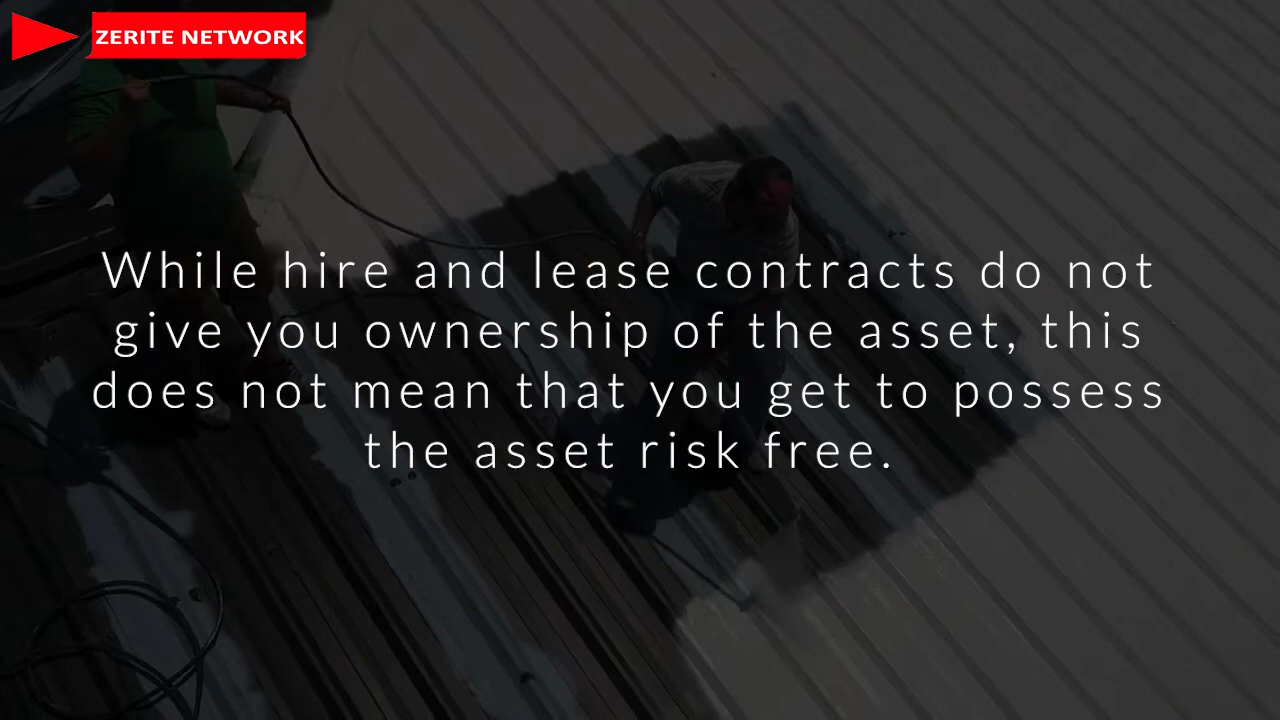 ZERITE NETWORK
While hire and lease contracts do not
give you ownership of the asset, this
does not mean that you get to possess
the asset risk free.